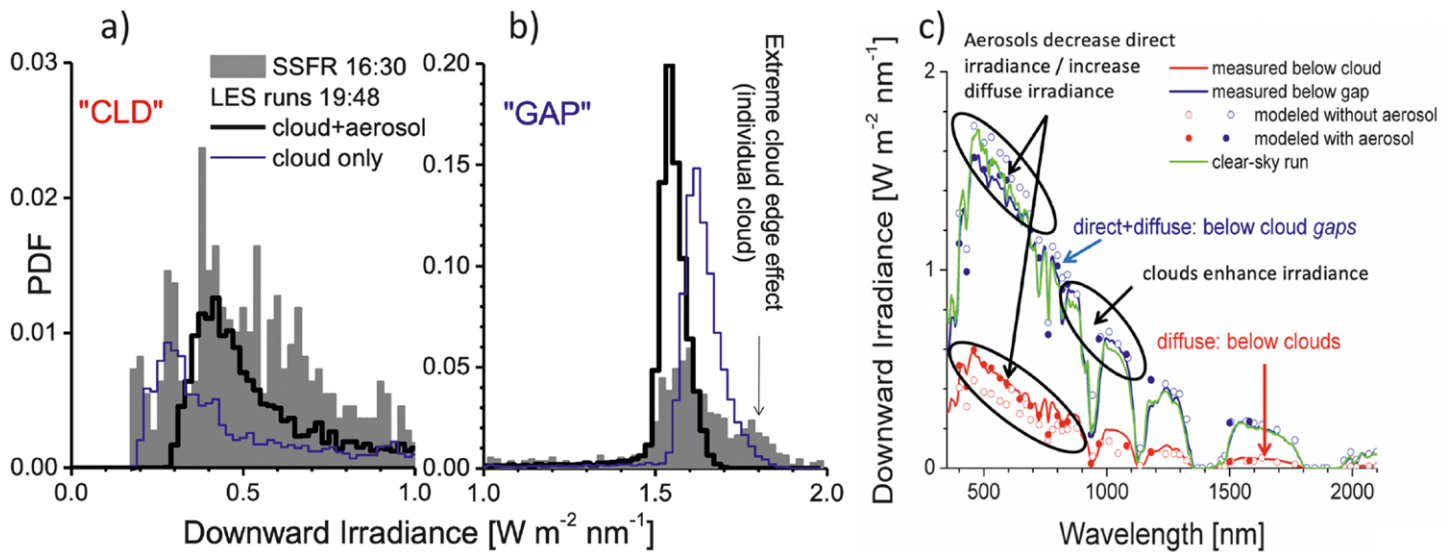 a)
0.03
0.02
0.01
0.00
PDF
"CLD"
SSFR 16:30
LES runs 19:48
cloud+aerosol
cloud only
0.0
0.5
1.0
b)
0.20
0.15
0.10
0.05
0.00
"GAP"
Extreme cloud edge effect
(individual cloud)
1.0
1.5
2.0
Downward Irradiance [W m-2 nm-1]
c)
Downward Irradiance [W m-2 nm-1]
2
1
0
Aerosols decrease direct
irradiance / increase
diffuse irradiance
measured below cloud
measured below gap
modeled without aerosol
modeled with aerosol
clear-sky run
direct+diffuse: below cloud gaps
clouds enhance irradiance
diffuse: below clouds
500
1000
1500
2000
Wavelength [nm]